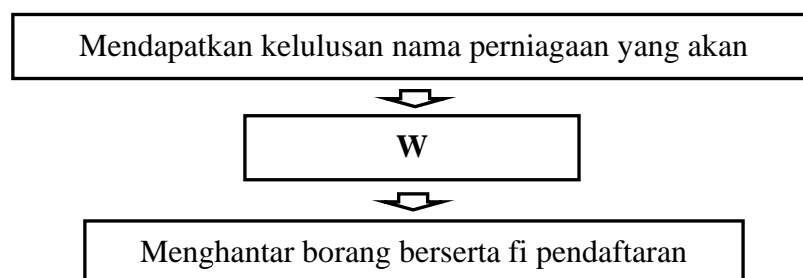 Mendapatkan kelulusan nama perniagaan yang akan
W
Menghantar borang berserta fi pendaftaran